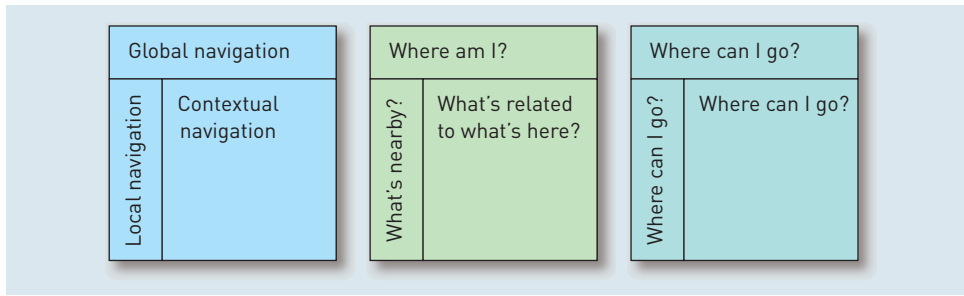 Global navigation
Local navigation
Contextual
navigation
Where am I?
What's nearby?
What's related
to what's here?
Where can I go?
Where can I go?
Where can I go?